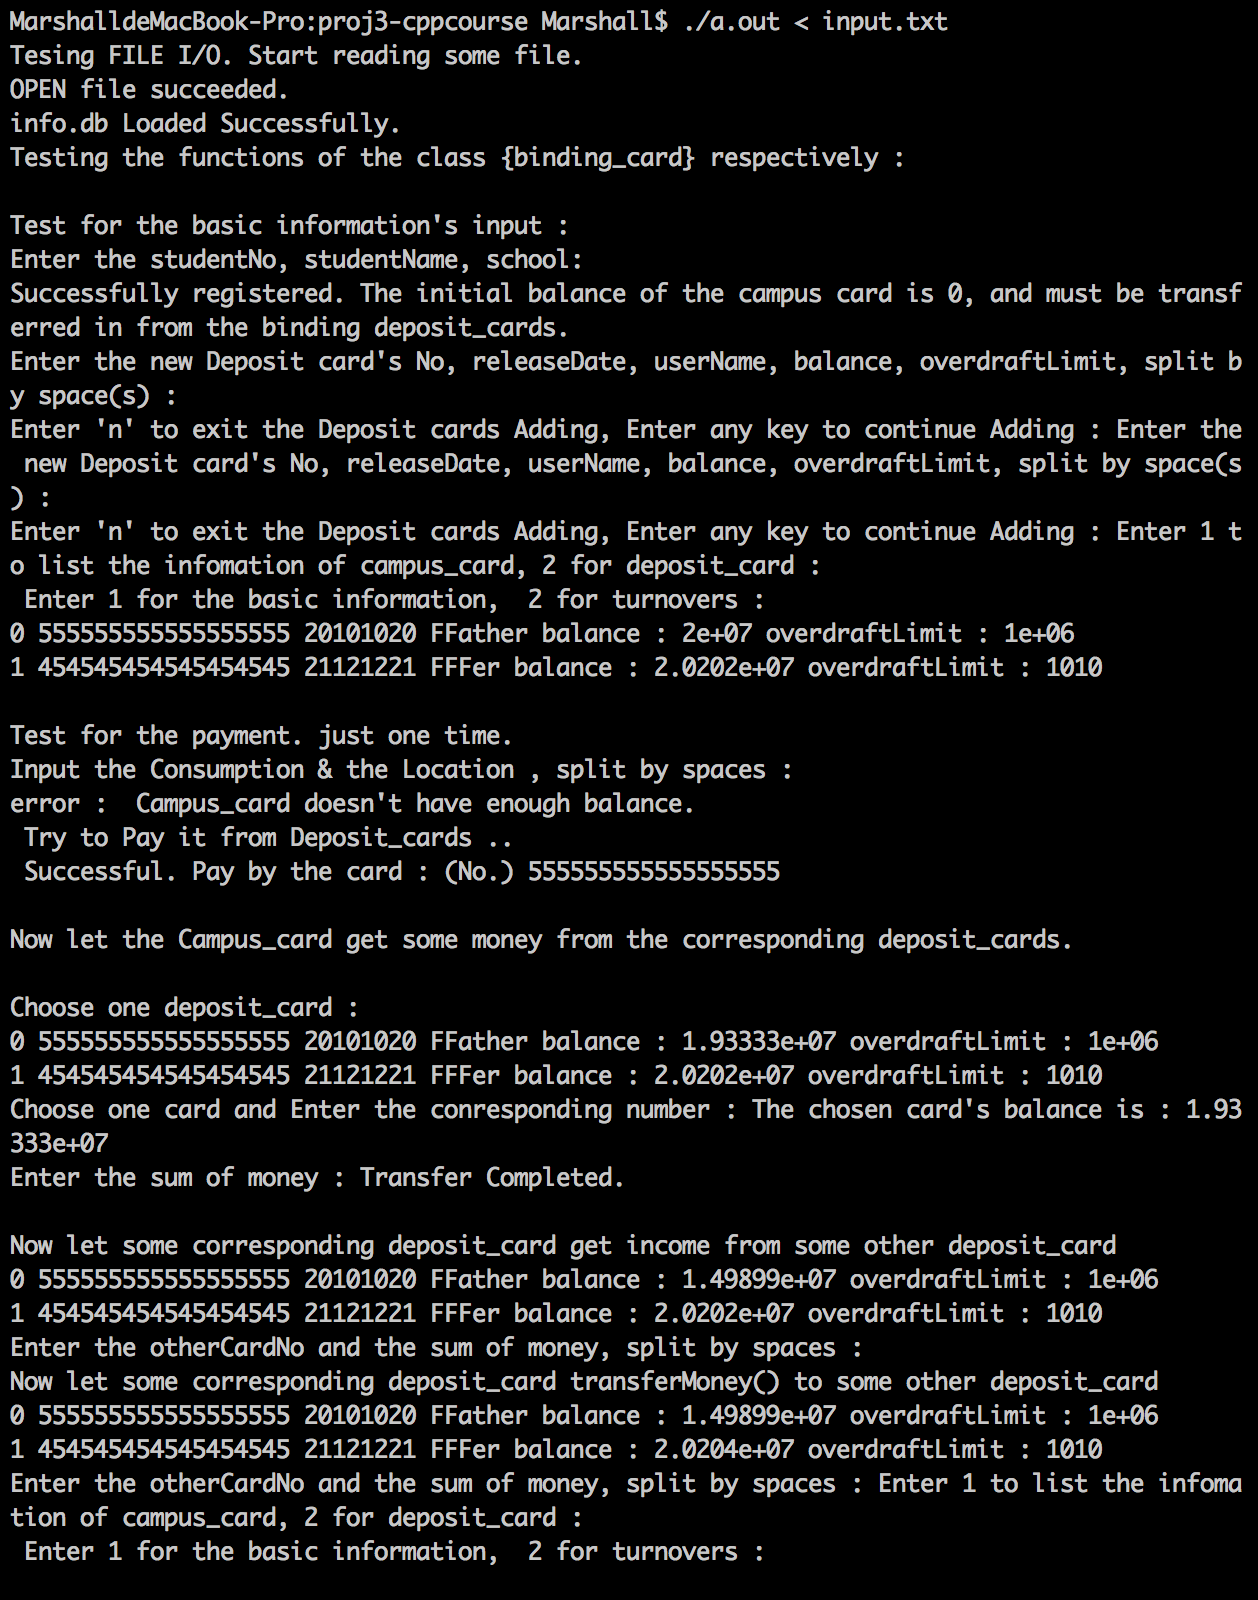 MarshalldeMacBook-Pro:proj3-cppcourse Marshall$ ./a.out < input.txt
Tesing FILE I/O. Start reading some file.
OPEN file succeeded.
info.db Loaded Successfully.
Testing the functions of the class {binding_card} respectively :
Test for the basic information's input :
Enter the studentNo, studentName, school:
Successfully registered. The initial balance of the campus card is 0, and must be transf
erred in from the binding deposit_cards.
Enter the new Deposit card's No, releaseDate, userName, balance, overdraftLimit, split b
y space(s) :
Enter 'n' to exit the Deposit cards Adding, Enter any key to continue Adding : Enter the
 new Deposit card's No, releaseDate, userName, balance, overdraftLimit, split by space(s
) :
Enter 'n' to exit the Deposit cards Adding, Enter any key to continue Adding : Enter 1 t
o list the infomation of campus_card, 2 for deposit_card :
 Enter 1 for the basic information,  2 for turnovers :
0 555555555555555555 20101020 FFather balance : 2e+07 overdraftLimit : 1e+06
1 454545454545454545 21121221 FFFer balance : 2.0202e+07 overdraftLimit : 1010
Test for the payment. just one time.
Input the Consumption & the Location , split by spaces :
error :  Campus_card doesn't have enough balance.
 Try to Pay it from Deposit_cards ..
 Successful. Pay by the card : (No.) 555555555555555555
Now let the Campus_card get some money from the corresponding deposit_cards.
Choose one deposit_card :
0 555555555555555555 20101020 FFather balance : 1.93333e+07 overdraftLimit : 1e+06
1 454545454545454545 21121221 FFFer balance : 2.0202e+07 overdraftLimit : 1010
Choose one card and Enter the conresponding number : The chosen card's balance is : 1.93
333e+07
Enter the sum of money : Transfer Completed.
Now let some corresponding deposit_card get income from some other deposit_card
0 555555555555555555 20101020 FFather balance : 1.49899e+07 overdraftLimit : 1e+06
1 454545454545454545 21121221 FFFer balance : 2.0202e+07 overdraftLimit : 1010
Enter the otherCardNo and the sum of money, split by spaces :
Now let some corresponding deposit_card transferMoney() to some other deposit_card
0 555555555555555555 20101020 FFather balance : 1.49899e+07 overdraftLimit : 1e+06
1 454545454545454545 21121221 FFFer balance : 2.0204e+07 overdraftLimit : 1010
Enter the otherCardNo and the sum of money, split by spaces : Enter 1 to list the infoma
tion of campus_card, 2 for deposit_card :
 Enter 1 for the basic information,  2 for turnovers :